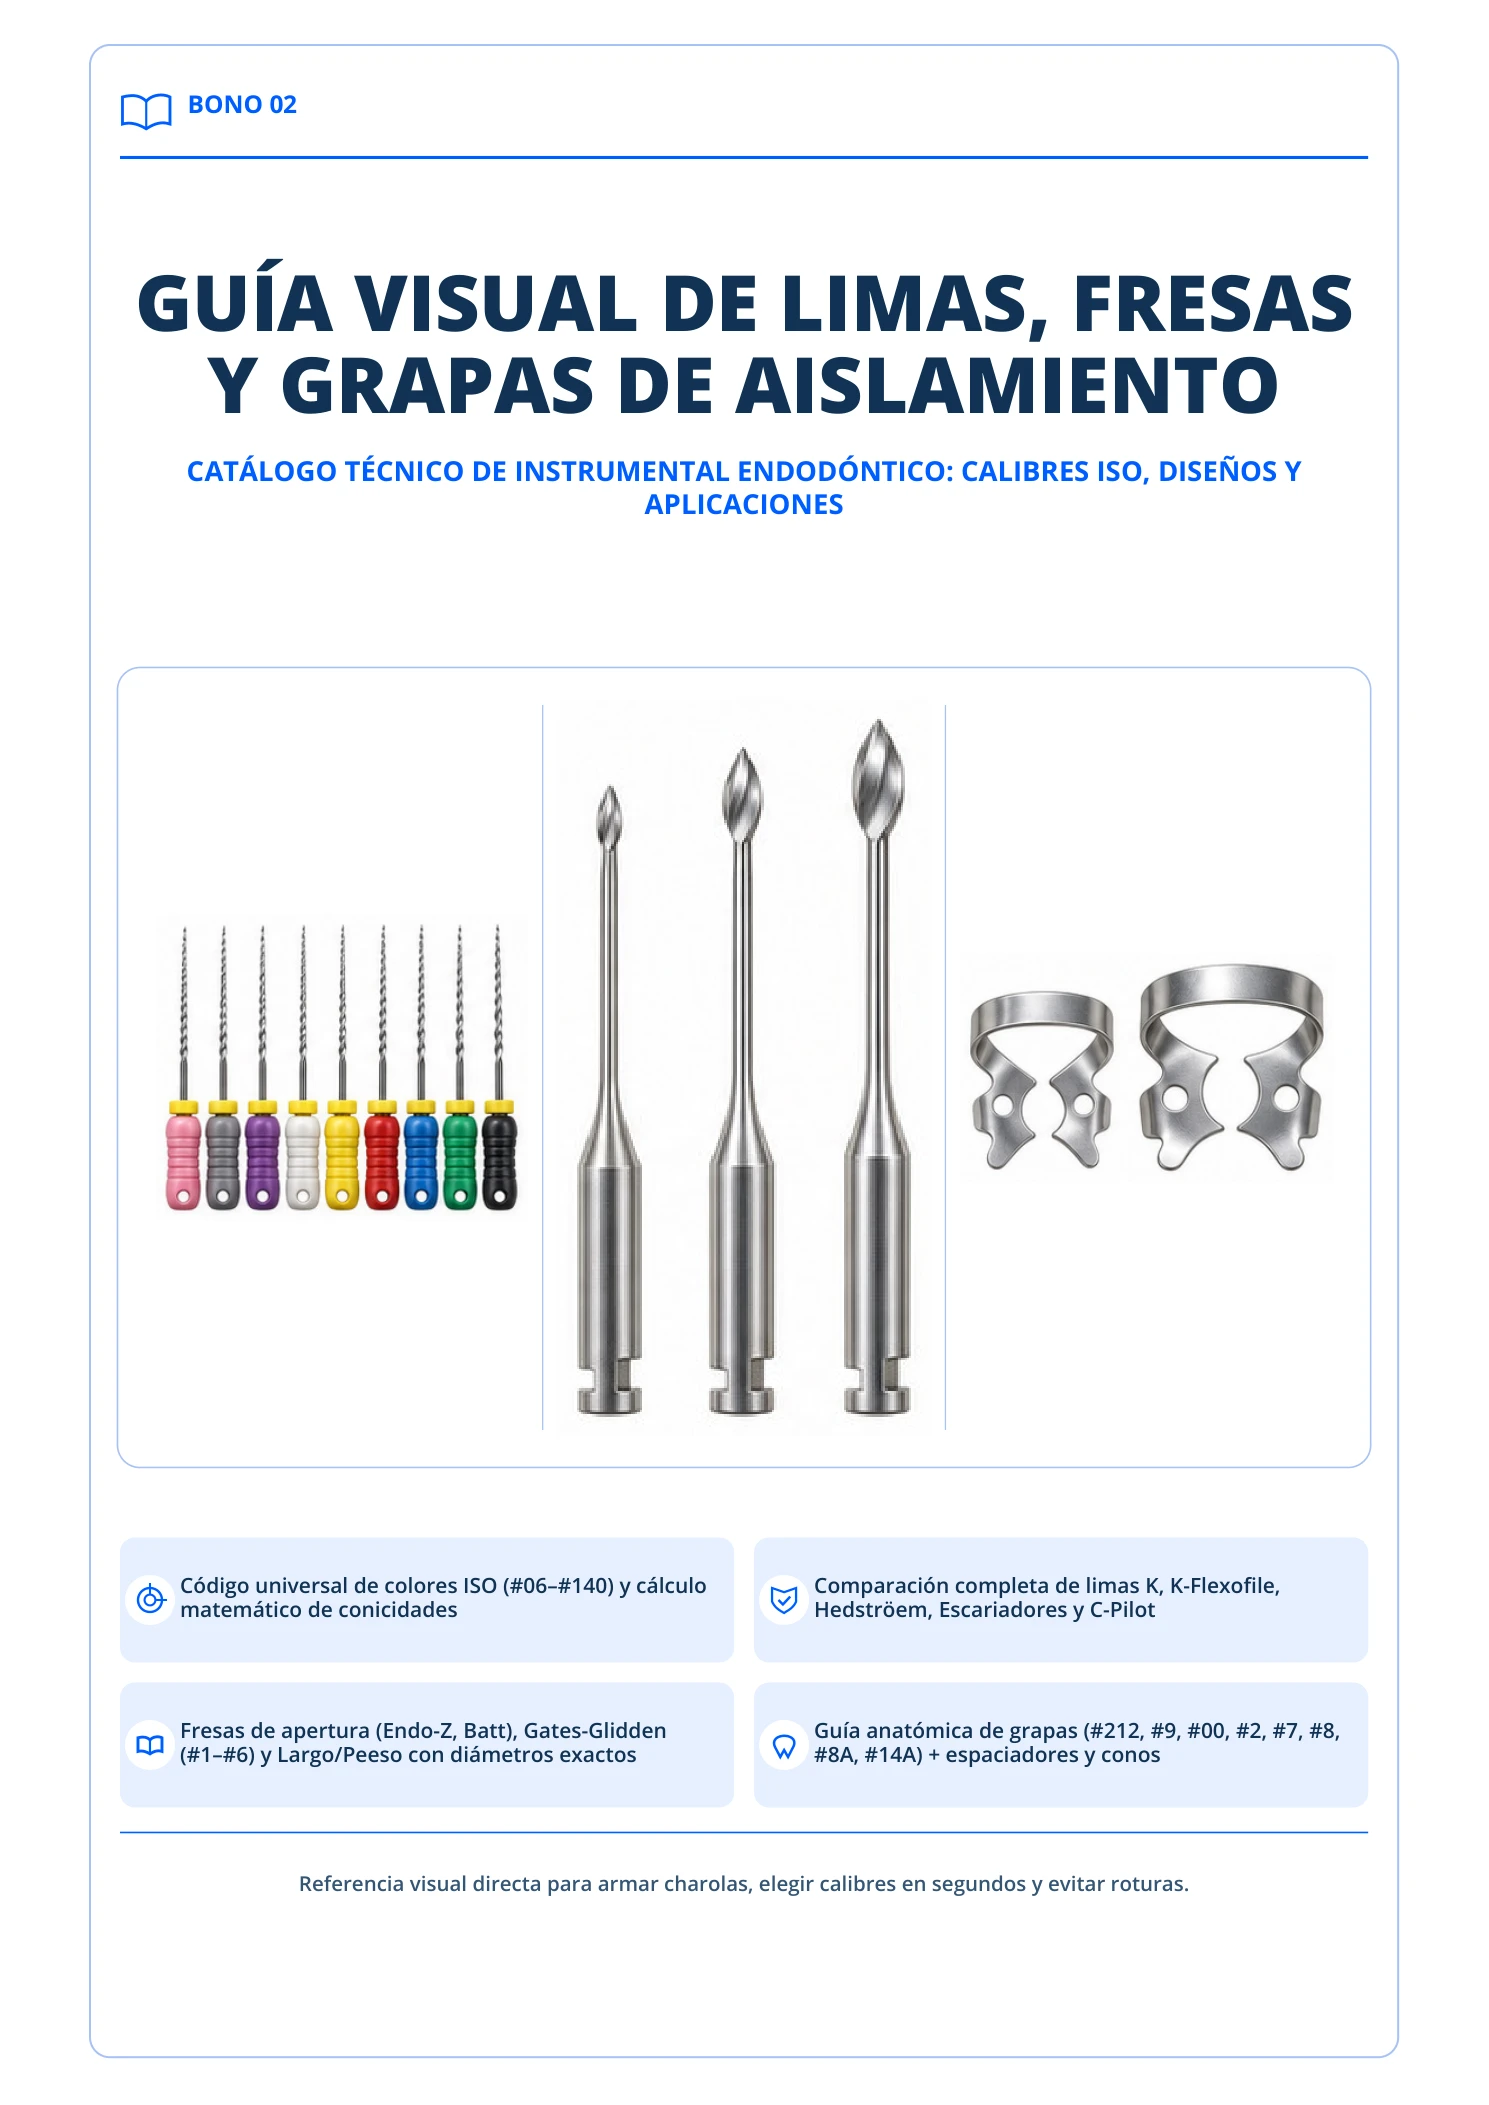 BONO 02
GUÍA VISUAL DE LIMAS, FRESAS
Y GRAPAS DE AISLAMIENTO
CATÁLOGO TÉCNICO DE INSTRUMENTAL ENDODÓNTICO: CALIBRES ISO, DISEÑOS Y
APLICACIONES
Código universal de colores ISO (#06–#140) y cálculo
matemático de conicidades
Comparación completa de limas K, K-Flexofile,
Hedströem, Escariadores y C-Pilot
Fresas de apertura (Endo-Z, Batt), Gates-Glidden
(#1–#6) y Largo/Peeso con diámetros exactos
Guía anatómica de grapas (#212, #9, #00, #2, #7, #8,
#8A, #14A) + espaciadores y conos
Referencia visual directa para armar charolas, elegir calibres en segundos y evitar roturas.